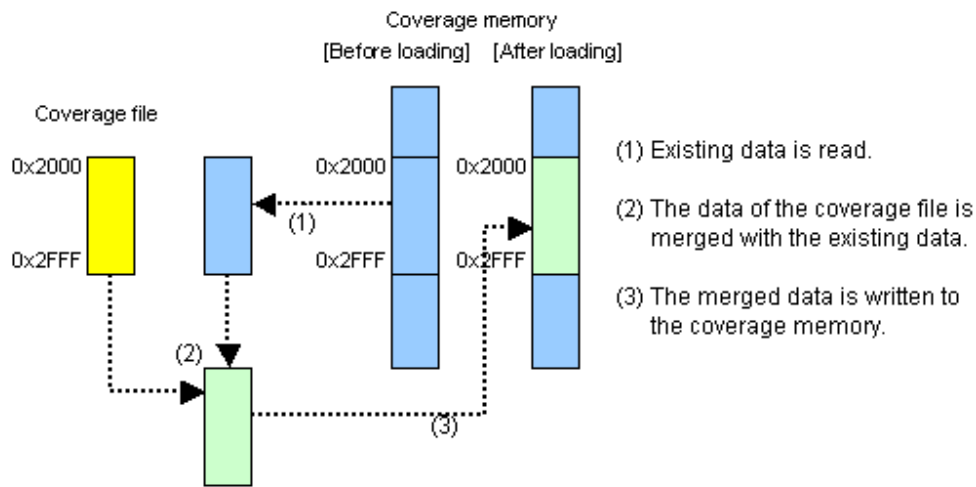 Coverage memory
[Before loading] [After loading]
Coverage file
0x2000
0x2FFF
0x2000
0x2FFF
0x2000
0x2FFF
(1)
(2)
(3)
(1) Existing data is read.
(2) The data of the coverage file is
merged with the existing data.
(3) The merged data is written to
the coverage memory.